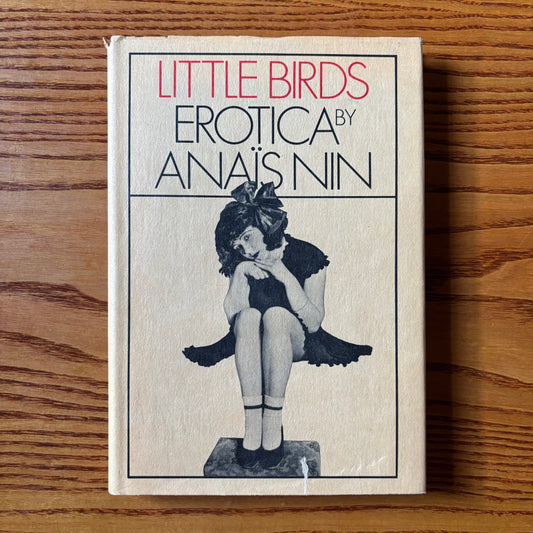 LITTLE BIRDS
EROTICA BY
ANAÏS NIN